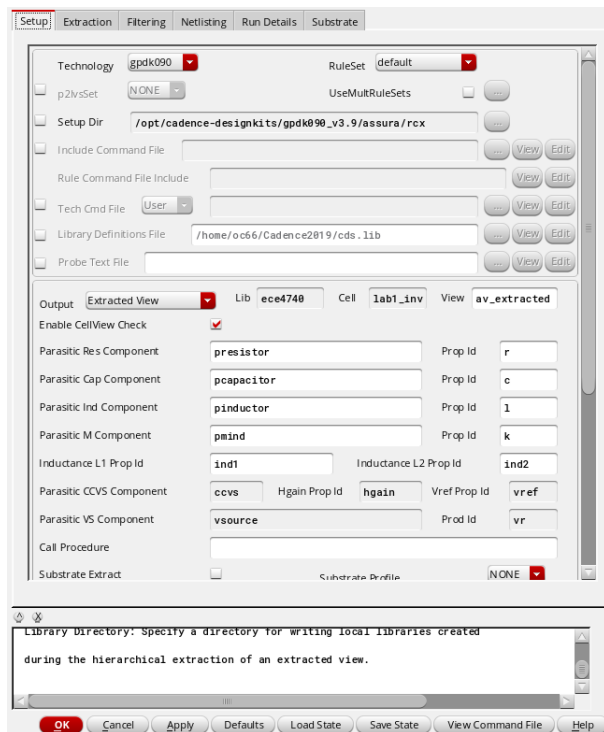 Setup Extraction Filtering Netlisting Run Details Substrate
Technology gpdk090 RuleSet default
p2lvsSet NONE UseMultRuleSets ...
Setup Dir /opt/cadence-designkits/gpdk090_v3.9/assura/rcx ...
Include Command File ... View Edit
Rule Command File Include View Edit
Tech Cmd File User ... View Edit
Library Definitions File /home/oc66/Cadence2019/cds.lib ... View Edit
Probe Text File ... View Edit
Output Extracted View Lib ece4740 Cell lab1_inv View av_extracted
Enable CellView Check
Parasitic Res Component presistor Prop Id r
Parasitic Cap Component pcapacitor Prop Id c
Parasitic Ind Component pinductor Prop Id l
Parasitic M Component pmind Prop Id k
Inductance L1 Prop Id ind1 Inductance L2 Prop Id ind2
Parasitic CCVS Component ccvs Hgain Prop Id hgain Vref Prop Id vref
Parasitic VS Component vsource Prod Id vr
Call Procedure
Substrate Extract Substrate Profile NONE
Library Directory: Specify a directory for writing local libraries created
during the hierarchical extraction of an extracted view.
OK Cancel Apply Defaults Load State Save State View Command File Help